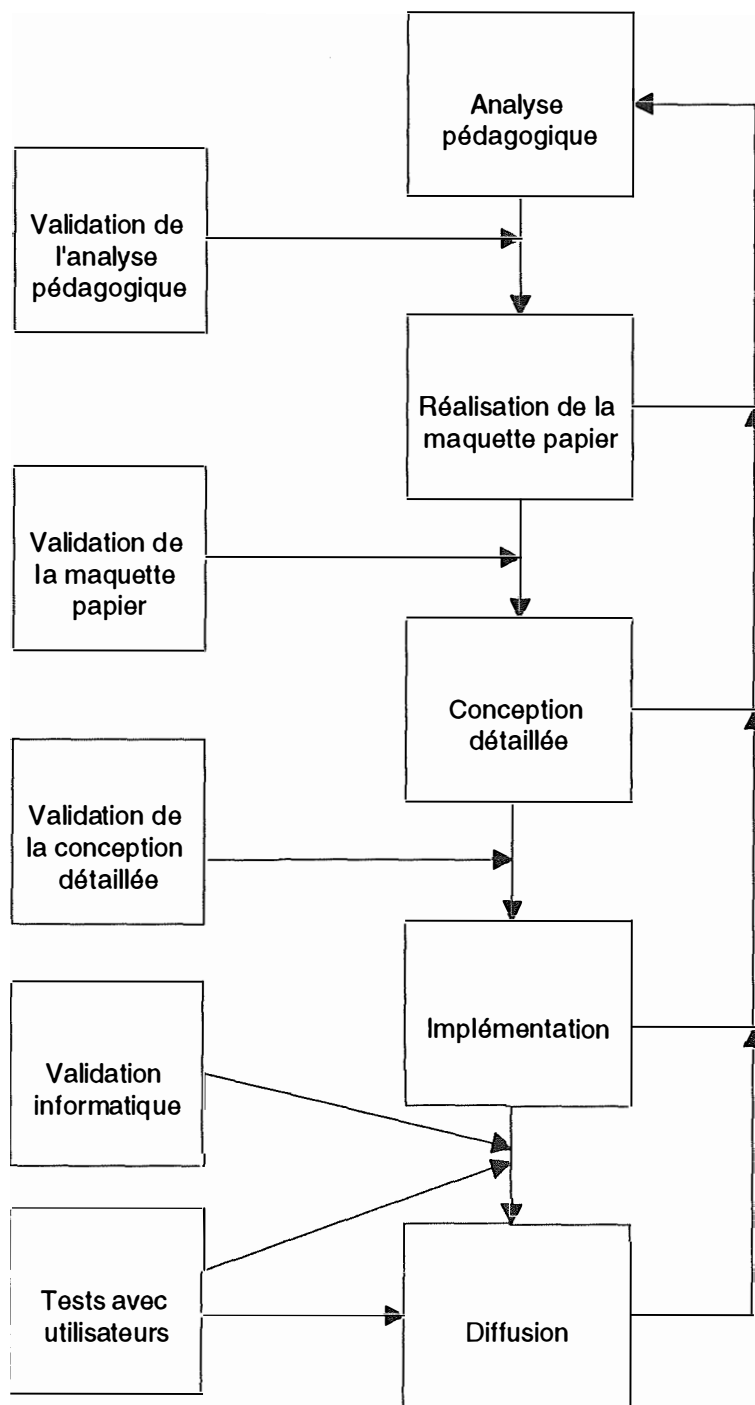 Analyse
pédagogique
Validation de
l'analyse
pédagogique
Réalisation de la
maquette papier
Validation de
la maquette
papier
Conception
détaillée
Validation de
la conception
détaillée
Implémentation
Validation
informatique
Tests avec
utilisateurs
Diffusion